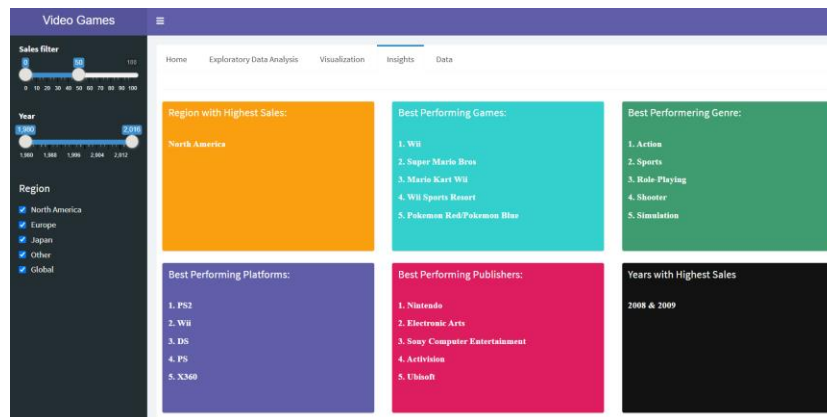 Video Games
Sales filter
0 50 100
0 10 20 30 40 50 60 70 80 90 100
Year
1,980 2,016
1,980 1,988 1,996 2,004 2,012
Region
North America
Europe
Japan
Other
Global
Home Exploratory Data Analysis Visualization Insights Data
Region with Highest Sales:
North America
Best Performing Games:
1. Wii
2. Super Mario Bros
3. Mario Kart Wii
4. Wii Sports Resort
5. Pokemon Red/Pokemon Blue
Best Performering Genre:
1. Action
2. Sports
3. Role-Playing
4. Shooter
5. Simulation
Best Performing Platforms:
1. PS2
2. Wii
3. DS
4. PS
5. X360
Best Performing Publishers:
1. Nintendo
2. Electronic Arts
3. Sony Computer Entertainment
4. Activision
5. Ubisoft
Years with Highest Sales
2008 & 2009